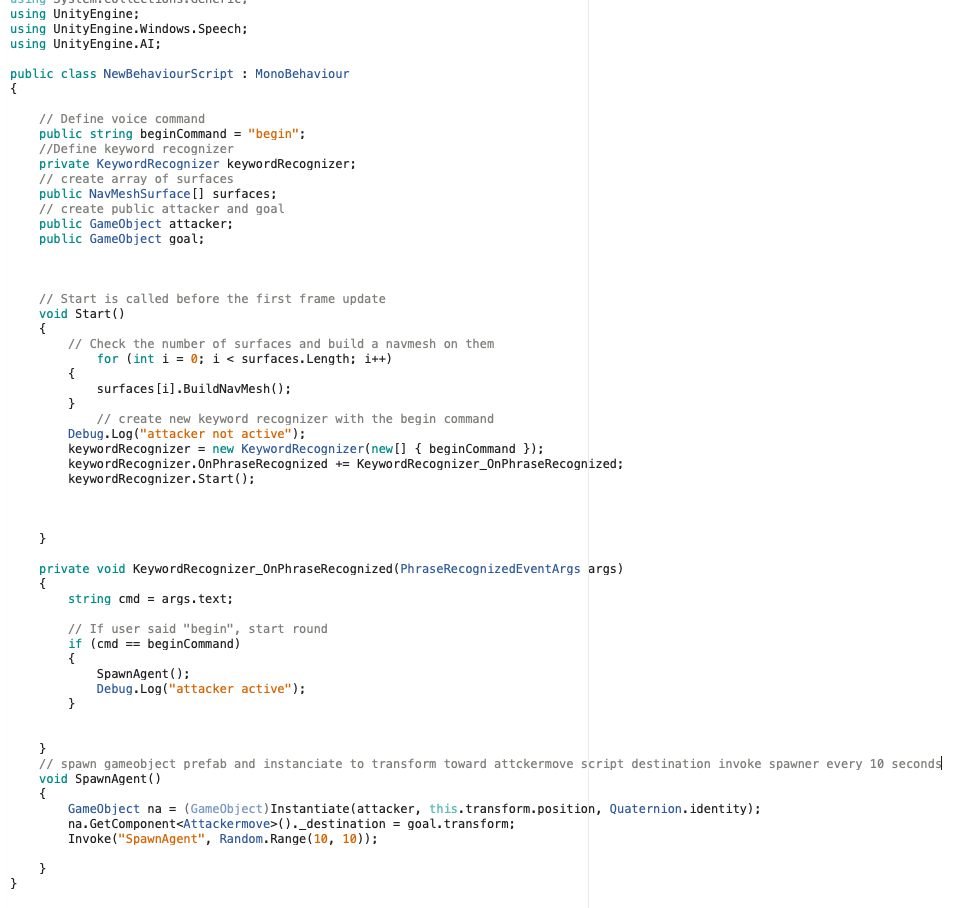 using System.Collections.Generic;
using UnityEngine;
using UnityEngine.Windows.Speech;
using UnityEngine.AI;

public class NewBehaviourScript : MonoBehaviour
{

    // Define voice command
    public string beginCommand = "begin";
    //Define keyword recognizer
    private KeywordRecognizer keywordRecognizer;
    // create array of surfaces
    public NavMeshSurface[] surfaces;
    // create public attacker and goal
    public GameObject attacker;
    public GameObject goal;

    // Start is called before the first frame update
    void Start()
    {
        // Check the number of surfaces and build a navmesh on them
            for (int i = 0; i < surfaces.Length; i++)
        {
            surfaces[i].BuildNavMesh();
        }
            // create new keyword recognizer with the begin command
        Debug.Log("attacker not active");
        keywordRecognizer = new KeywordRecognizer(new[] { beginCommand });
        keywordRecognizer.OnPhraseRecognized += KeywordRecognizer_OnPhraseRecognized;
        keywordRecognizer.Start();

    }

    private void KeywordRecognizer_OnPhraseRecognized(PhraseRecognizedEventArgs args)
    {
        string cmd = args.text;

        // If user said "begin", start round
        if (cmd == beginCommand)
        {
            SpawnAgent();
            Debug.Log("attacker active");
        }

    }
    // spawn gameobject prefab and instanciate to transform toward attckermove script destination invoke spawner every 10 seconds
    void SpawnAgent()
    {
        GameObject na = (GameObject)Instantiate(attacker, this.transform.position, Quaternion.identity);
        na.GetComponent<Attackermove>()._destination = goal.transform;
        Invoke("SpawnAgent", Random.Range(10, 10));

    }
}